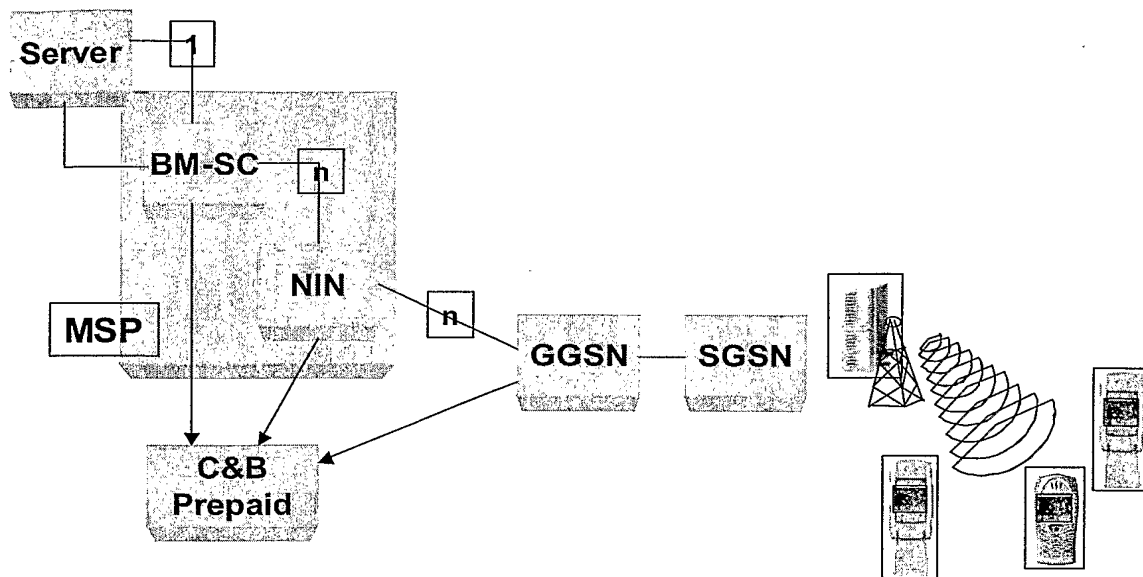 Server
1
BM-SC
n
NIN
MSP
n
GGSN
SGSN
C&B
Prepaid